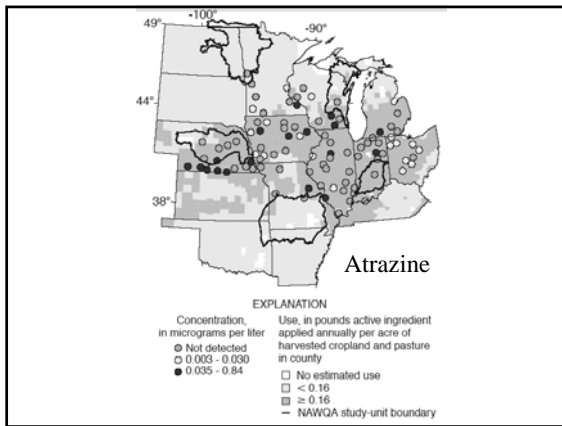 -100° -90°
49°
44°
38°
Atrazine
EXPLANATION
Concentration,
in micrograms per liter
Not detected
0.003 - 0.030
0.035 - 0.84
Use, in pounds active ingredient
applied annually per acre of
harvested cropland and pasture
in county
No estimated use
< 0.16
≥ 0.16
NAWQA study-unit boundary